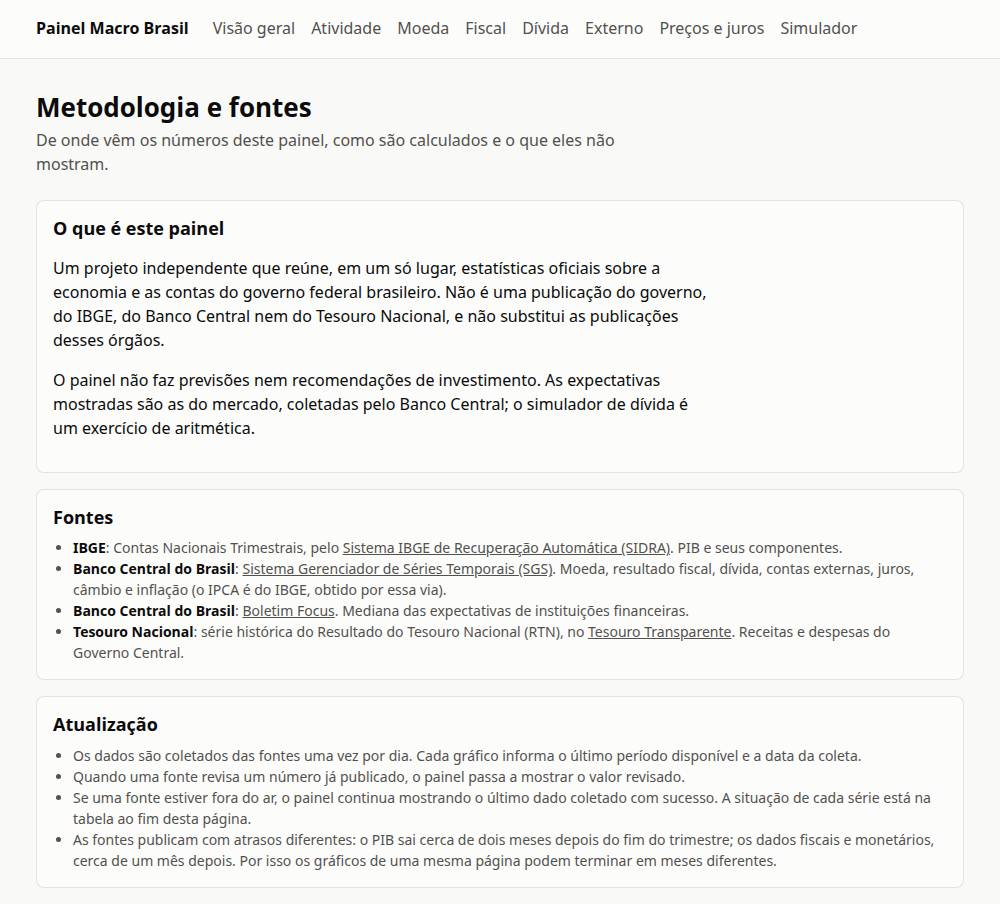 Painel Macro Brasil Visão geral Atividade Moeda Fiscal Dívida Externo Preços e juros Simulador
Metodologia e fontes
De onde vêm os números deste painel, como são calculados e o que eles não
mostram.
O que é este painel
Um projeto independente que reúne, em um só lugar, estatísticas oficiais sobre a
economia e as contas do governo federal brasileiro. Não é uma publicação do governo,
do IBGE, do Banco Central nem do Tesouro Nacional, e não substitui as publicações
desses órgãos.
O painel não faz previsões nem recomendações de investimento. As expectativas
mostradas são as do mercado, coletadas pelo Banco Central; o simulador de dívida é
um exercício de aritmética.
Fontes
• IBGE: Contas Nacionais Trimestrais, pelo Sistema IBGE de Recuperação Automática (SIDRA). PIB e seus componentes.
• Banco Central do Brasil: Sistema Gerenciador de Séries Temporais (SGS). Moeda, resultado fiscal, dívida, contas externas, juros,
câmbio e inflação (o IPCA é do IBGE, obtido por essa via).
• Banco Central do Brasil: Boletim Focus. Mediana das expectativas de instituições financeiras.
• Tesouro Nacional: série histórica do Resultado do Tesouro Nacional (RTN), no Tesouro Transparente. Receitas e despesas do
Governo Central.
Atualização
• Os dados são coletados das fontes uma vez por dia. Cada gráfico informa o último período disponível e a data da coleta.
• Quando uma fonte revisa um número já publicado, o painel passa a mostrar o valor revisado.
• Se uma fonte estiver fora do ar, o painel continua mostrando o último dado coletado com sucesso. A situação de cada série está na
tabela ao fim desta página.
• As fontes publicam com atrasos diferentes: o PIB sai cerca de dois meses depois do fim do trimestre; os dados fiscais e monetários,
cerca de um mês depois. Por isso os gráficos de uma mesma página podem terminar em meses diferentes.